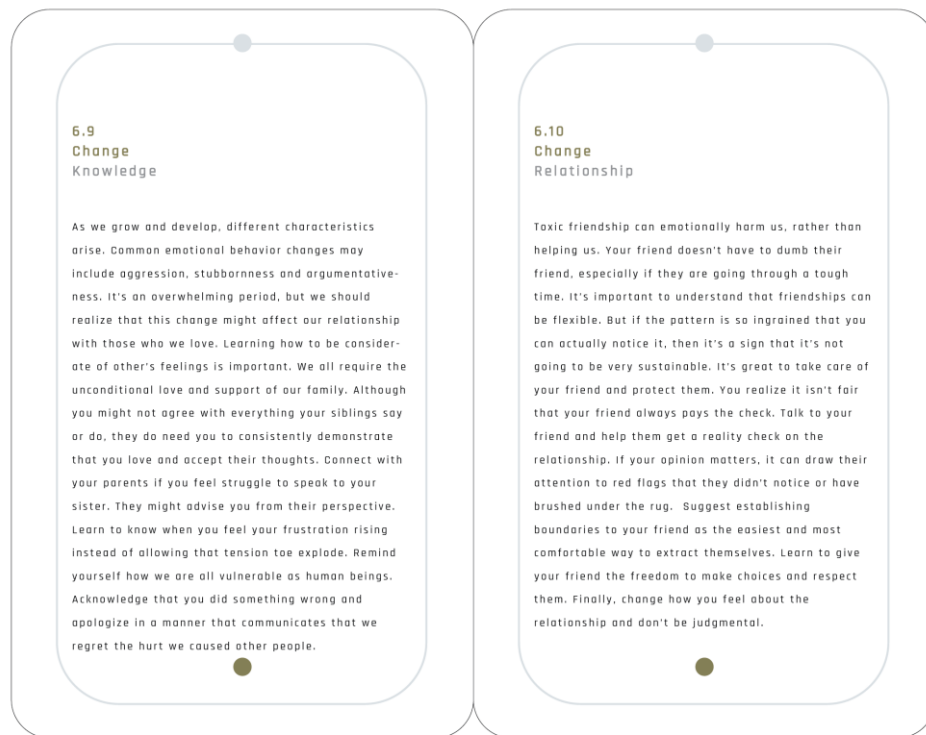 6.9
Change
Knowledge
As we grow and develop, different characteristics
arise. Common emotional behavior changes may
include aggression, stubbornness and argumentative-
ness. It's an overwhelming period, but we should
realize that this change might affect our relationship
with those who we love. Learning how to be consider-
ate of other's feelings is important. We all require the
unconditional love and support of our family. Although
you might not agree with everything your siblings say
or do, they do need you to consistently demonstrate
that you love and accept their thoughts. Connect with
your parents if you feel struggle to speak to your
sister. They might advise you from their perspective.
Learn to know when you feel your frustration rising
instead of allowing that tension toe explode. Remind
yourself how we are all vulnerable as human beings.
Acknowledge that you did something wrong and
apologize in a manner that communicates that we
regret the hurt we caused other people.
6.10
Change
Relationship
Toxic friendship can emotionally harm us, rather than
helping us. Your friend doesn't have to dumb their
friend, especially if they are going through a tough
time. It's important to understand that friendships can
be flexible. But if the pattern is so ingrained that you
can actually notice it, then it's a sign that it's not
going to be very sustainable. It's great to take care of
your friend and protect them. You realize it isn't fair
that your friend always pays the check. Talk to your
friend and help them get a reality check on the
relationship. If your opinion matters, it can draw their
attention to red flags that they didn't notice or have
brushed under the rug.  Suggest establishing
boundaries to your friend as the easiest and most
comfortable way to extract themselves. Learn to give
your friend the freedom to make choices and respect
them. Finally, change how you feel about the
relationship and don't be judgmental.